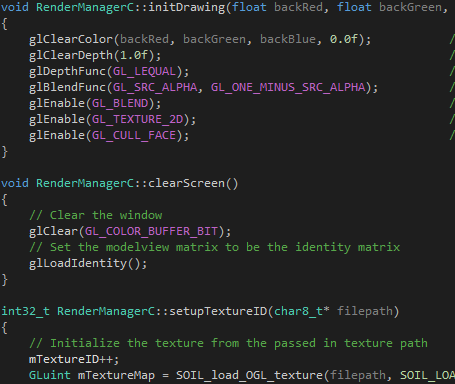 void RenderManagerC::initDrawing(float backRed, float backGreen,
{
    glClearColor(backRed, backGreen, backBlue, 0.0f);               /
    glClearDepth(1.0f);                                             /
    glDepthFunc(GL_LEQUAL);                                         /
    glBlendFunc(GL_SRC_ALPHA, GL_ONE_MINUS_SRC_ALPHA);              /
    glEnable(GL_BLEND);                                             /
    glEnable(GL_TEXTURE_2D);                                        /
    glEnable(GL_CULL_FACE);                                         /
}
void RenderManagerC::clearScreen()
{
    // Clear the window
    glClear(GL_COLOR_BUFFER_BIT);
    // Set the modelview matrix to be the identity matrix
    glLoadIdentity();
}
int32_t RenderManagerC::setupTextureID(char8_t* filepath)
{
    // Initialize the texture from the passed in texture path
    mTextureID++;
    GLuint mTextureMap = SOIL_load_OGL_texture(filepath, SOIL_LOA